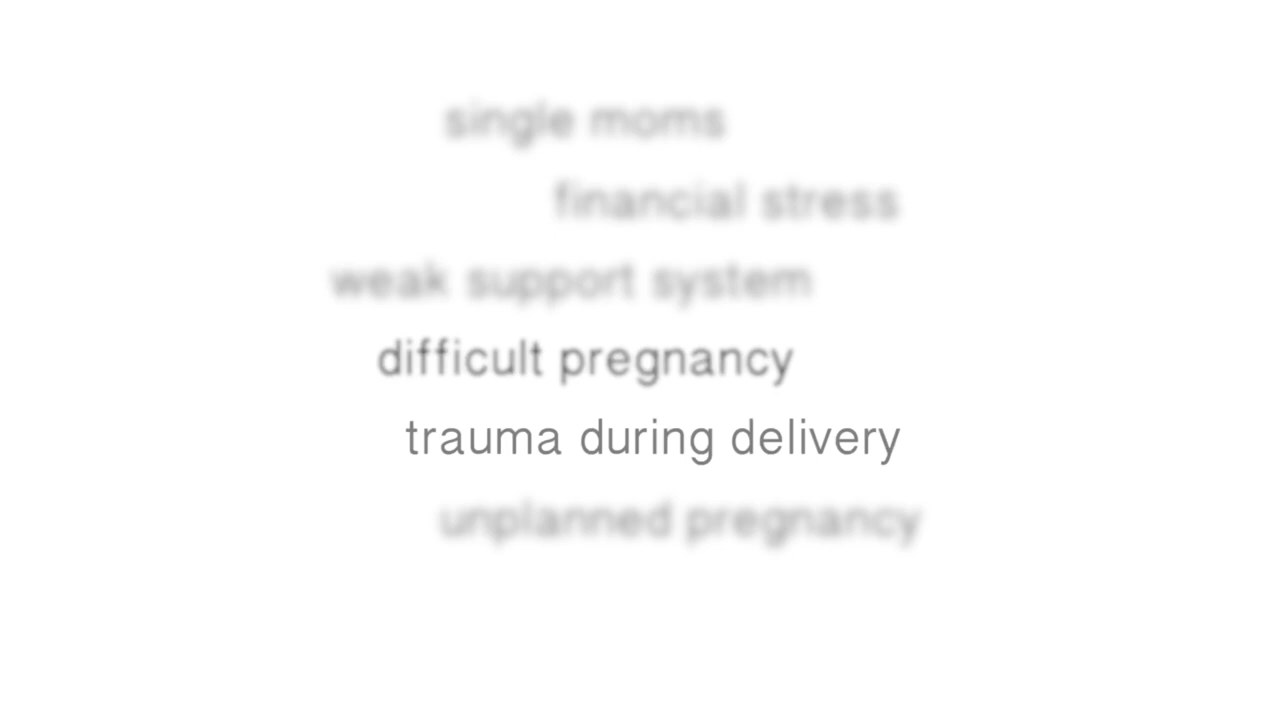 single moms
financial stress
weak support system
difficult pregnancy
trauma during delivery
unplanned pregnancy